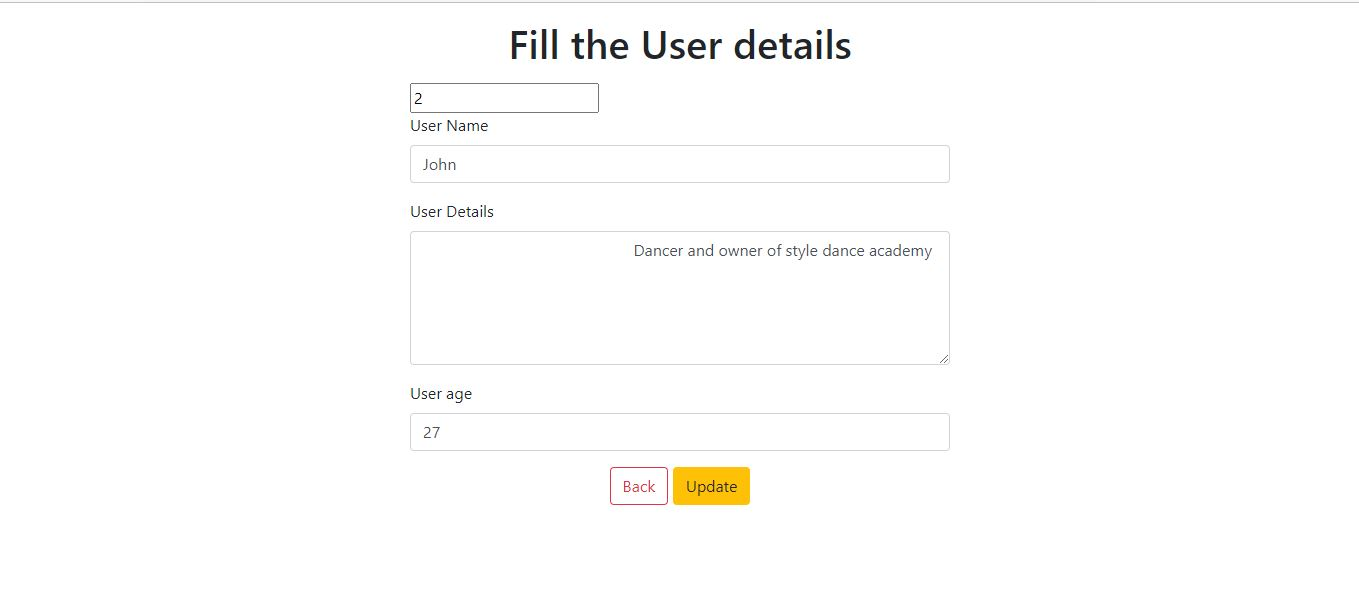 Fill the User details
2
User Name
John
User Details
Dancer and owner of style dance academy
User age
27
Back Update